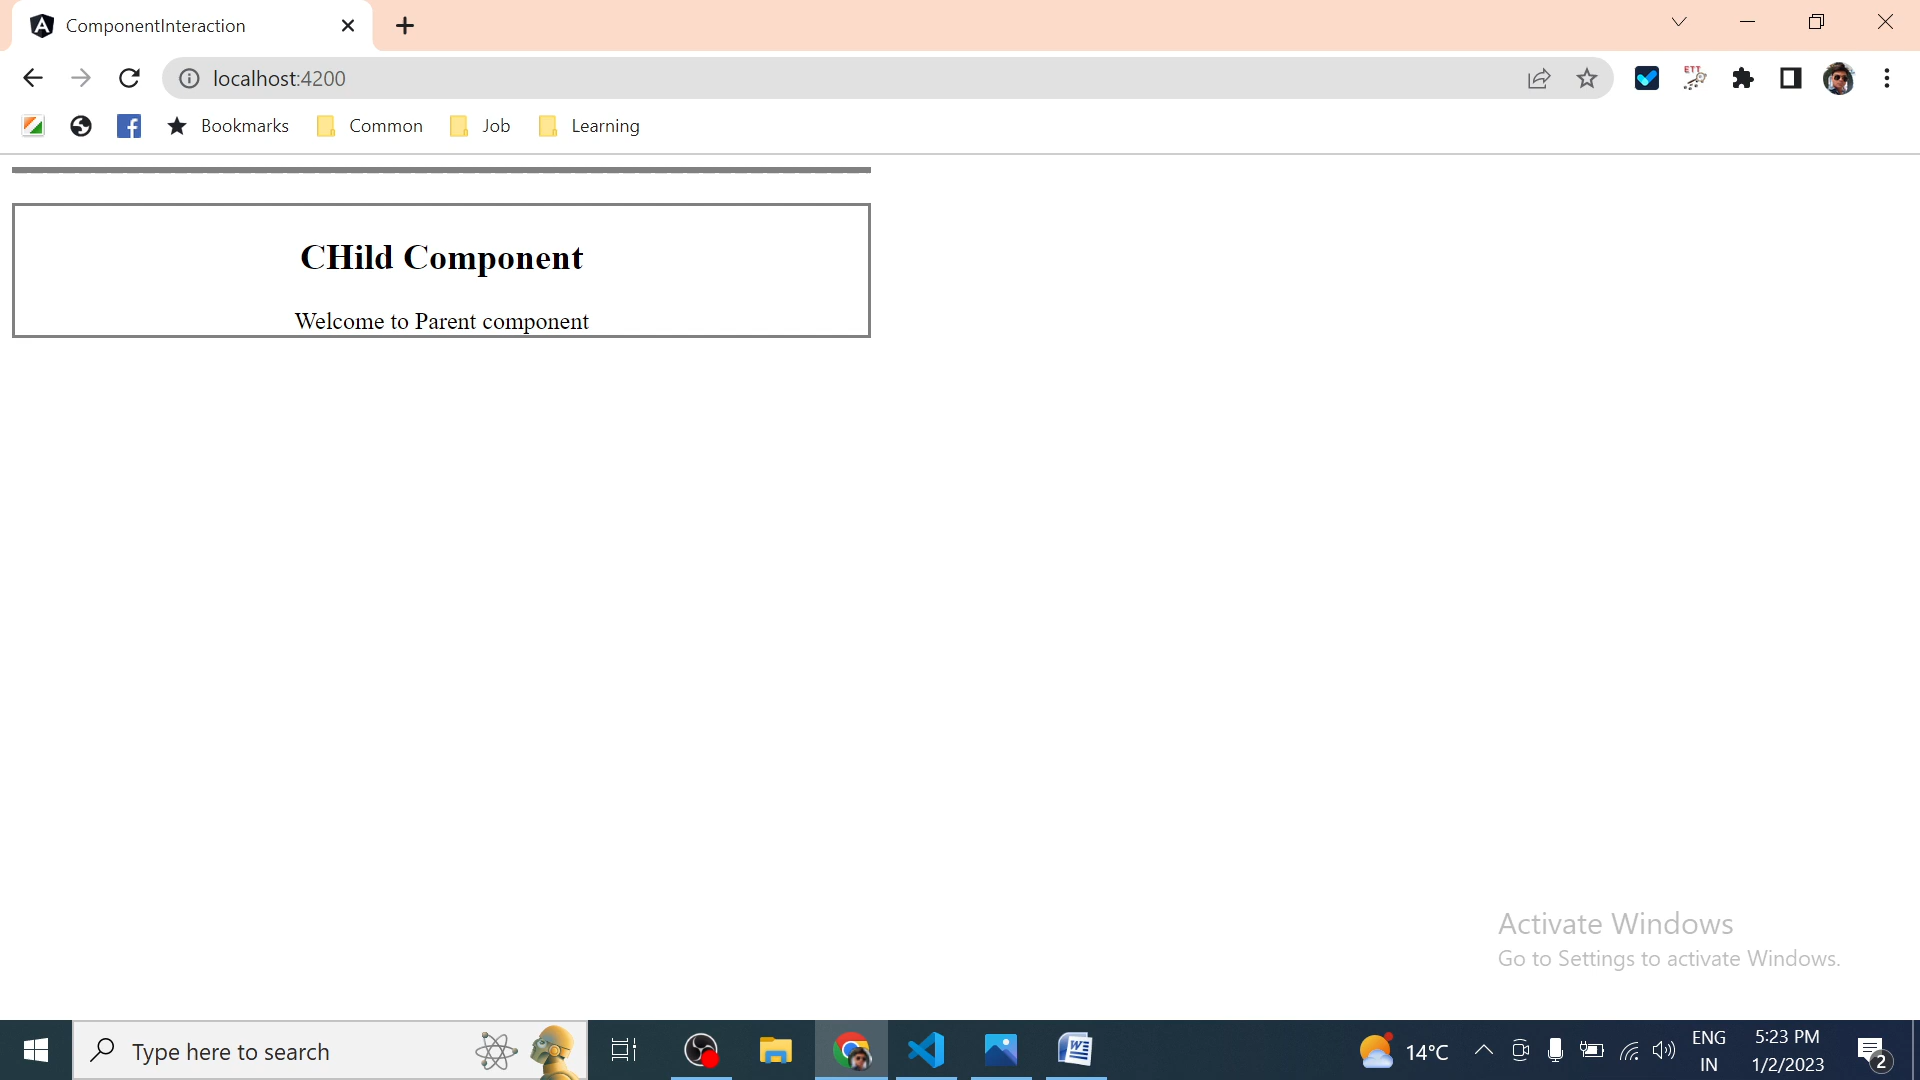 ComponentInteraction
localhost:4200
ETT
Bookmarks
Common
Job
Learning
CHild Component
Welcome to Parent component
Activate Windows
Go to Settings to activate Windows.
Type here to search
14°C
ENG
IN
5:23 PM
1/2/2023
2